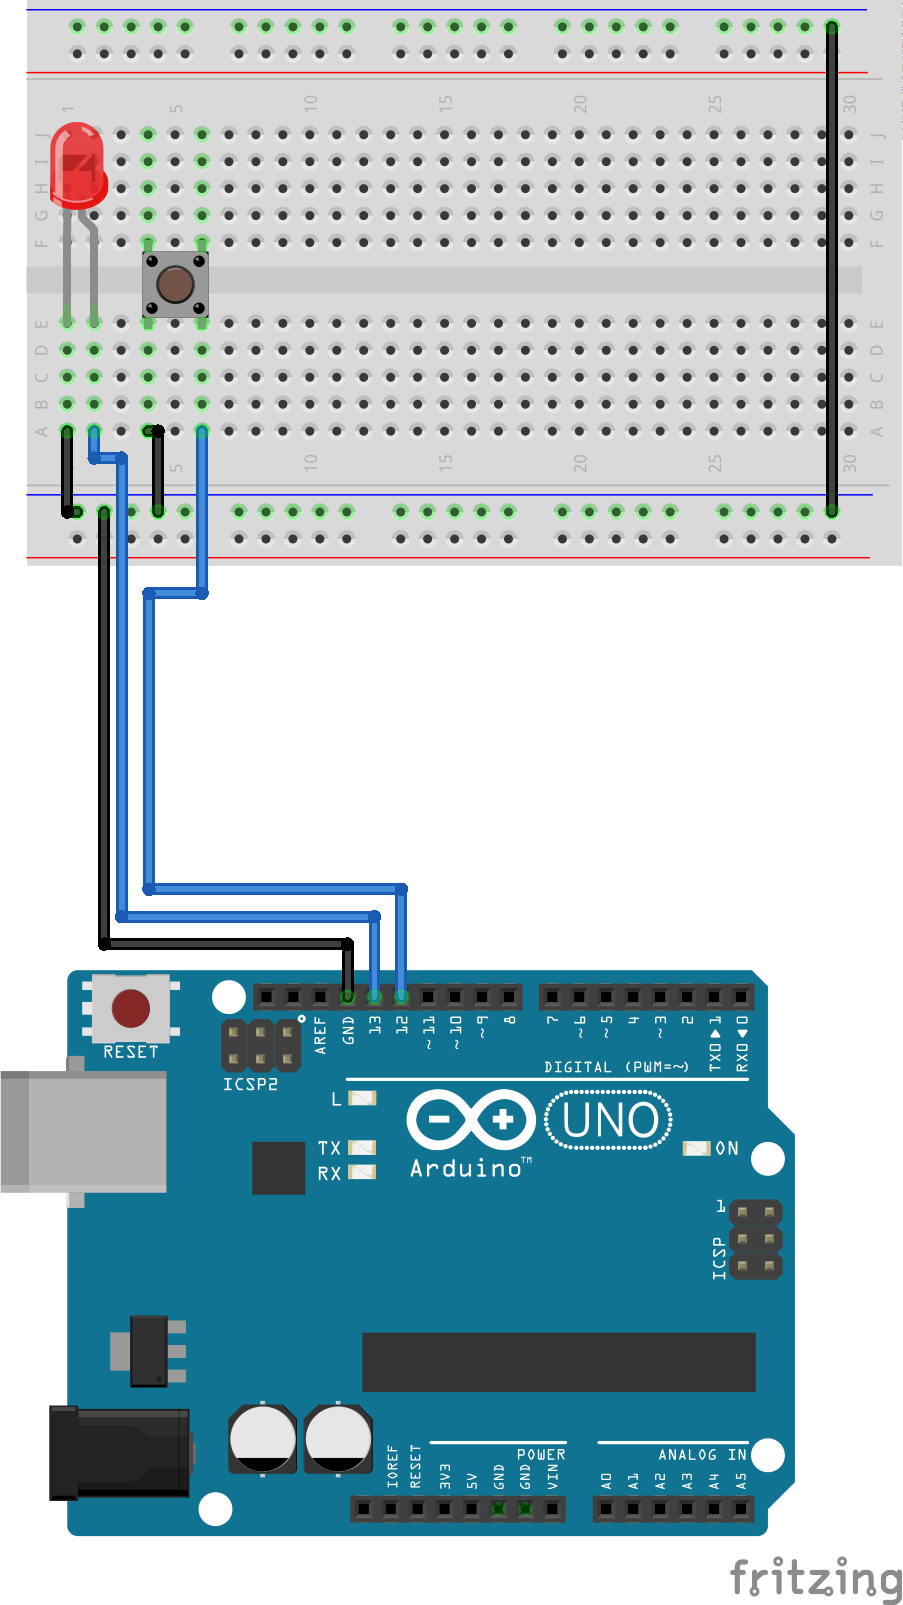 1 5 10 15 20 25 30
J J
I I
H H
G G
F F
E E
D D
C C
B B
A A
5 10 15 20 25 30
RESET
AREF GND 13 12 ~11 ~10 ~9 8 7 ~6 ~5 4 ~3 2 TX0▶1 RX0◀0
ICSP2
DIGITAL (PWM=~)
L
UNO
TX ON
RX
Arduino™
1
ICSP
POWER ANALOG IN
IOREF RESET 3V3 5V GND GND VIN A0 A1 A2 A3 A4 A5
fritzing